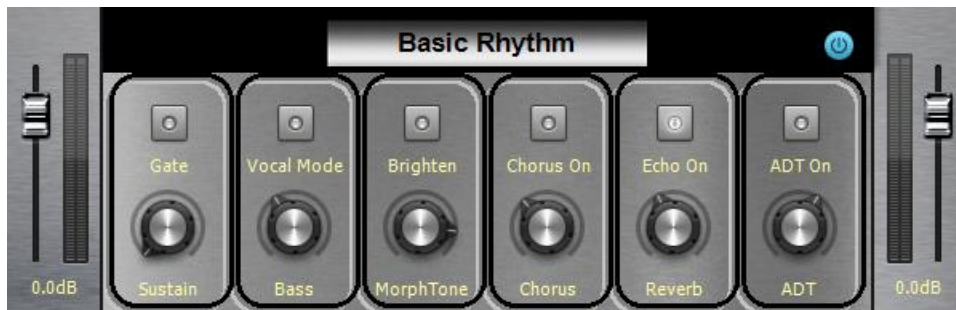 Basic Rhythm
Gate Vocal Mode Brighten Chorus On Echo On ADT On
0.0dB Sustain Bass MorphTone Chorus Reverb ADT 0.0dB